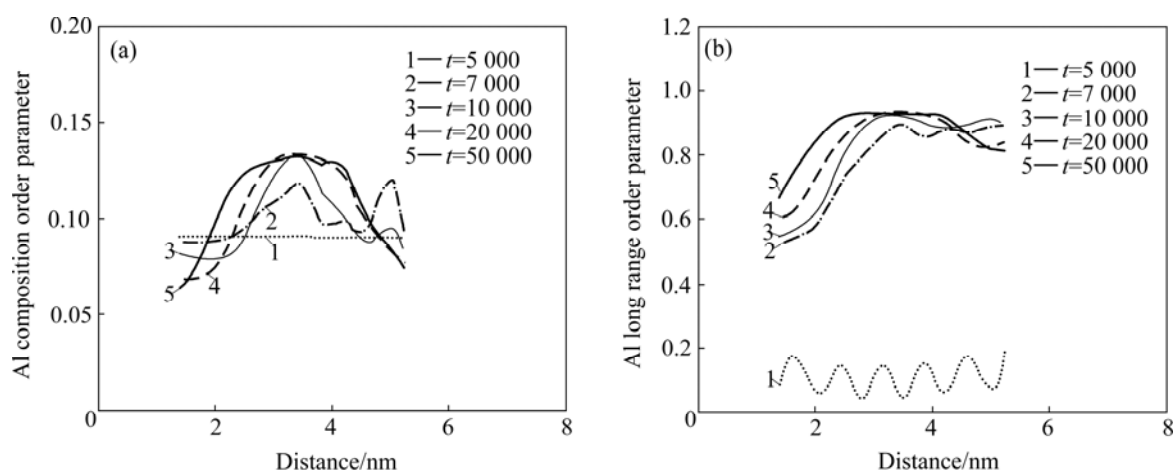 (a)
0.20
0.15
0.10
0.05
0
2
4
6
8
Al composition order parameter
Distance/nm
1—t=5 000
2—t=7 000
3—t=10 000
4—t=20 000
5—t=50 000
2
3
1
5
4
(b)
1.2
1.0
0.8
0.6
0.4
0.2
0
2
4
6
8
Al long range order parameter
Distance/nm
1—t=5 000
2—t=7 000
3—t=10 000
4—t=20 000
5—t=50 000
5
4
3
2
1